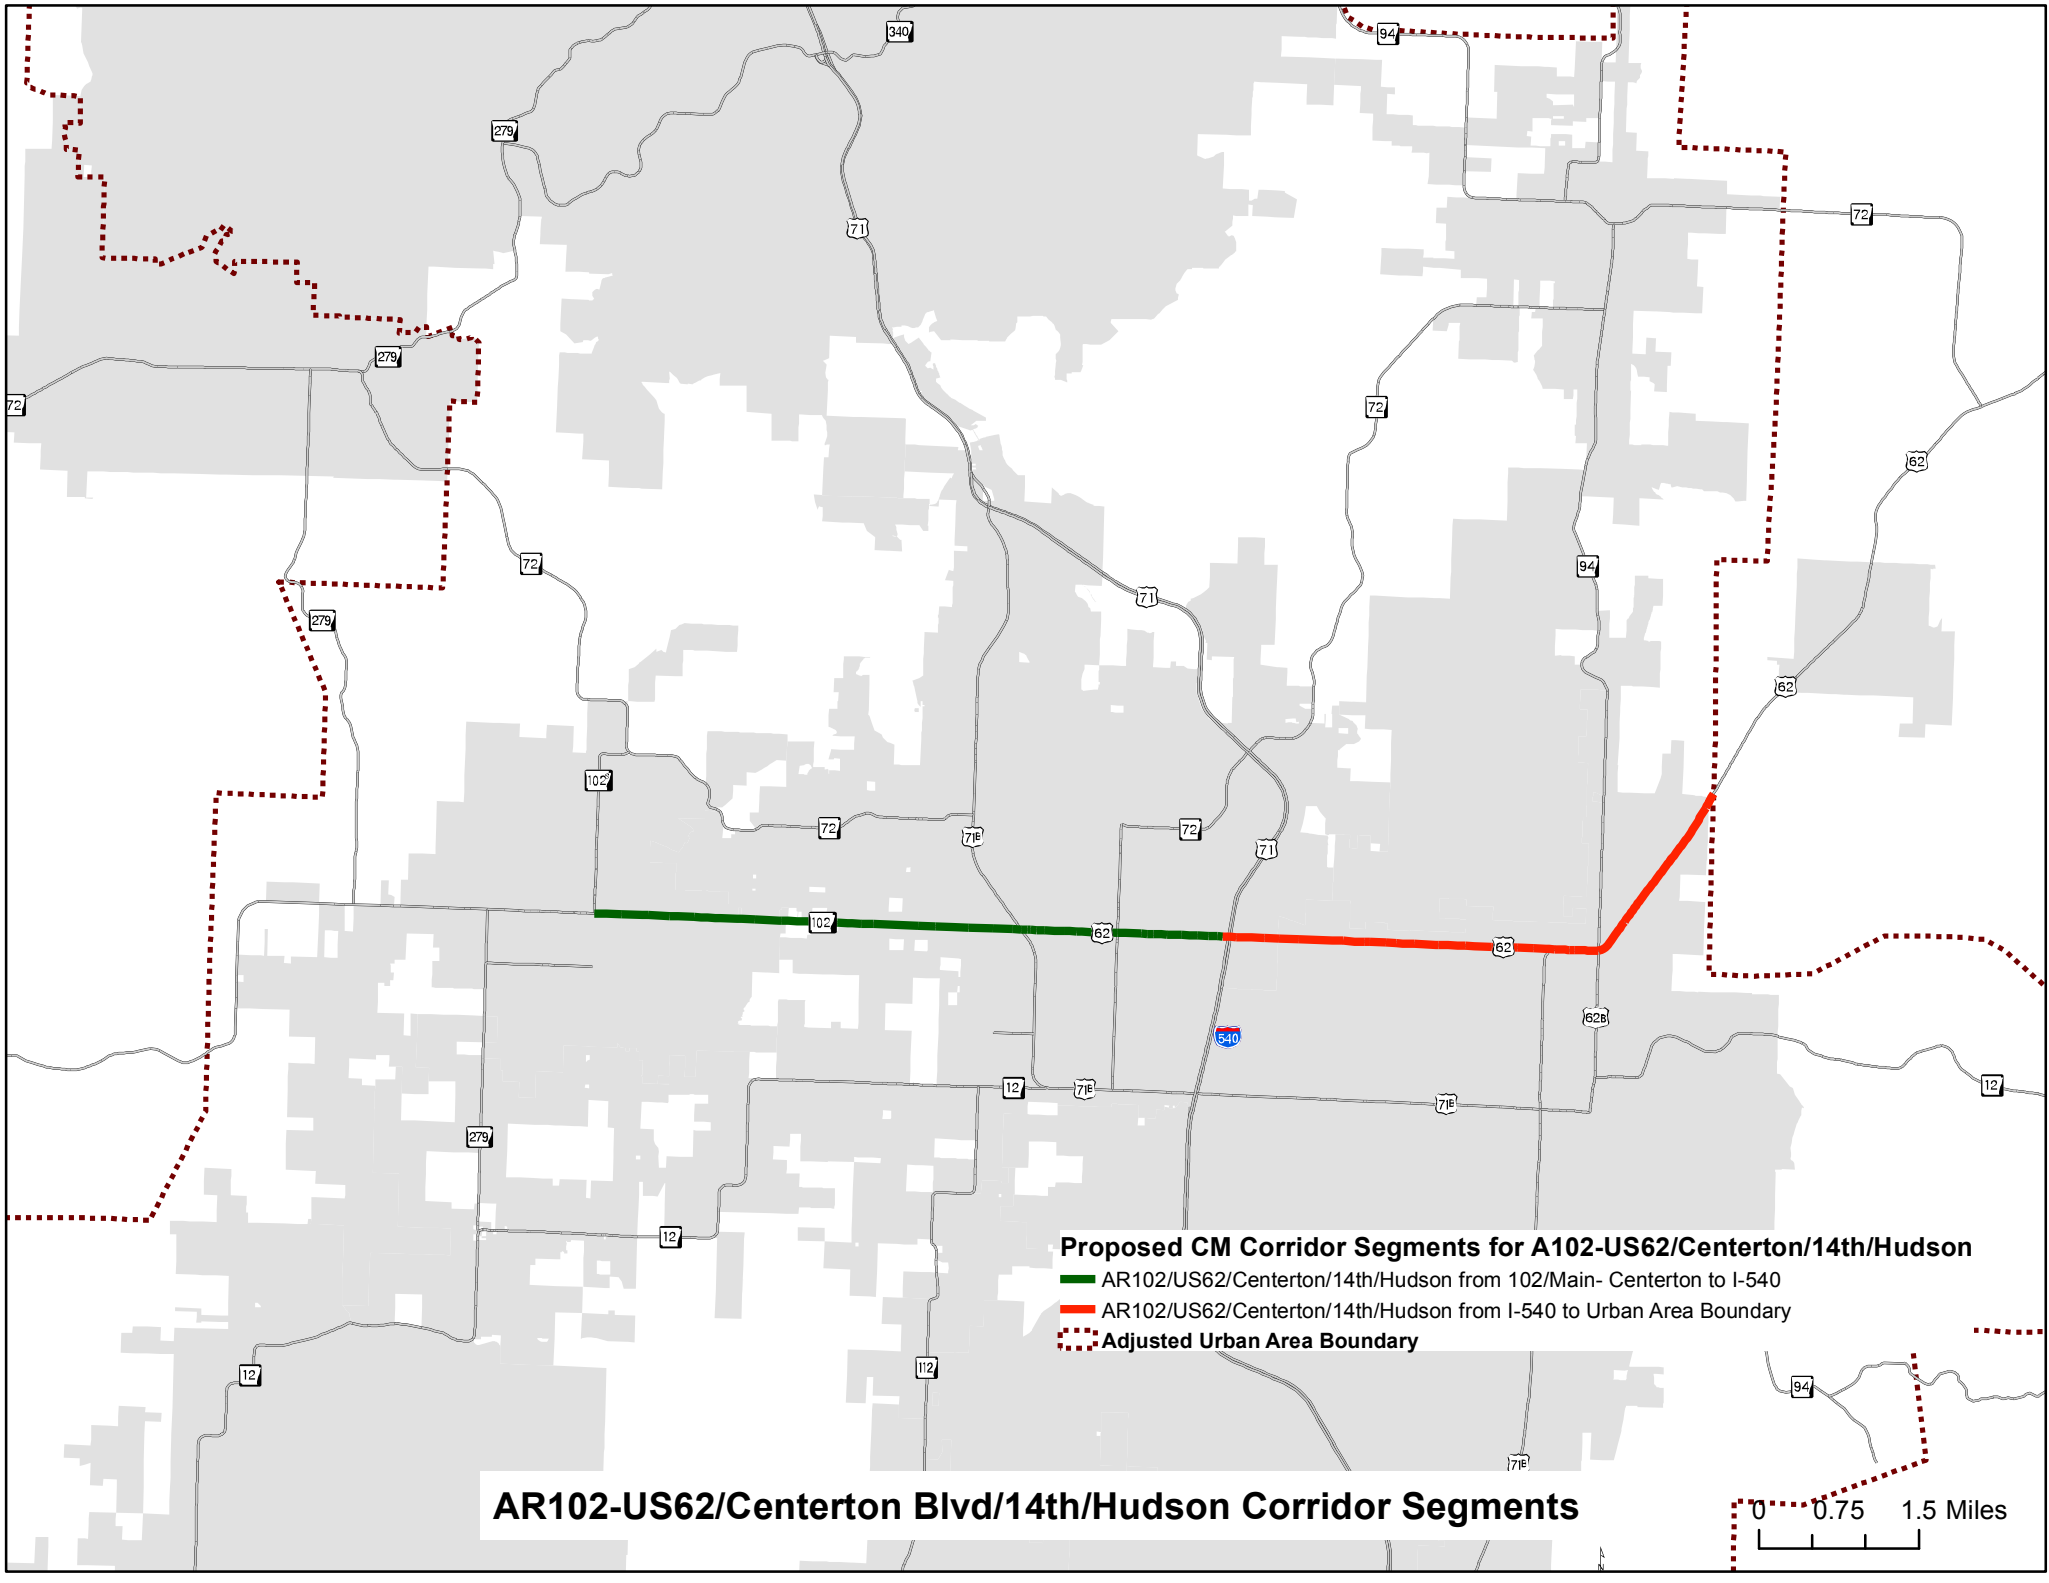 340
94
279
71
72
279
72
72
62
72
94
71
279
62
102S
72
71B
72
71
102
62
62
62B
540
12
71B
71B
12
279
12
Proposed CM Corridor Segments for A102-US62/Centerton/14th/Hudson
AR102/US62/Centerton/14th/Hudson from 102/Main- Centerton to I-540
AR102/US62/Centerton/14th/Hudson from I-540 to Urban Area Boundary
Adjusted Urban Area Boundary
12
112
94
71B
AR102-US62/Centerton Blvd/14th/Hudson Corridor Segments
0 0.75 1.5 Miles